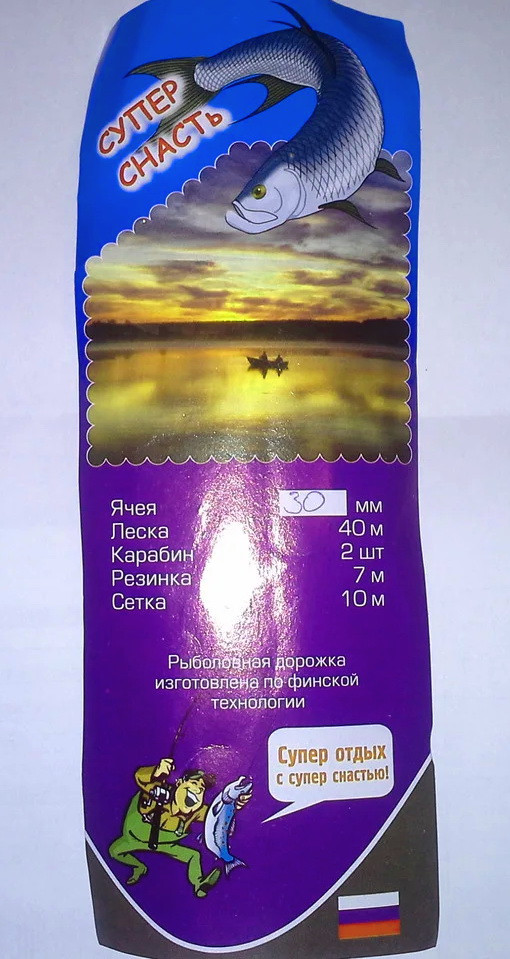 СУПЕР
СНАСТЬ
Ячея 30 мм
Леска 40 м
Карабин 2 шт
Резинка 7 м
Сетка 10 м
Рыболовная дорожка
изготовлена по финской
технологии
Супер отдых
с супер снастью!